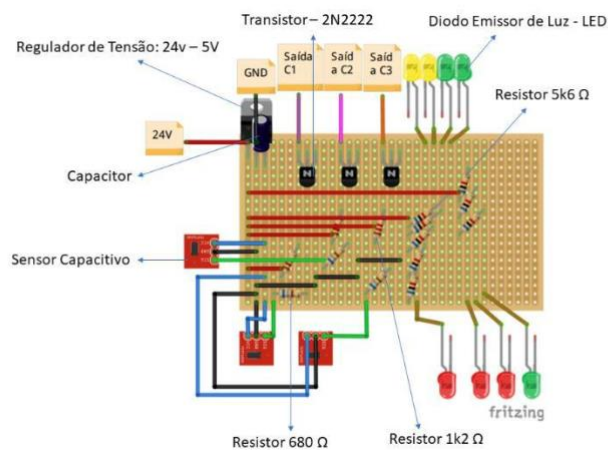 Transistor – 2N2222
Diodo Emissor de Luz - LED
Regulador de Tensão: 24v – 5V
GND
Saída
C1
Saíd
a C2
Saíd
a C3
Resistor 5k6 Ω
24V
Capacitor
Sensor Capacitivo
fritzing
Resistor 680 Ω
Resistor 1k2 Ω